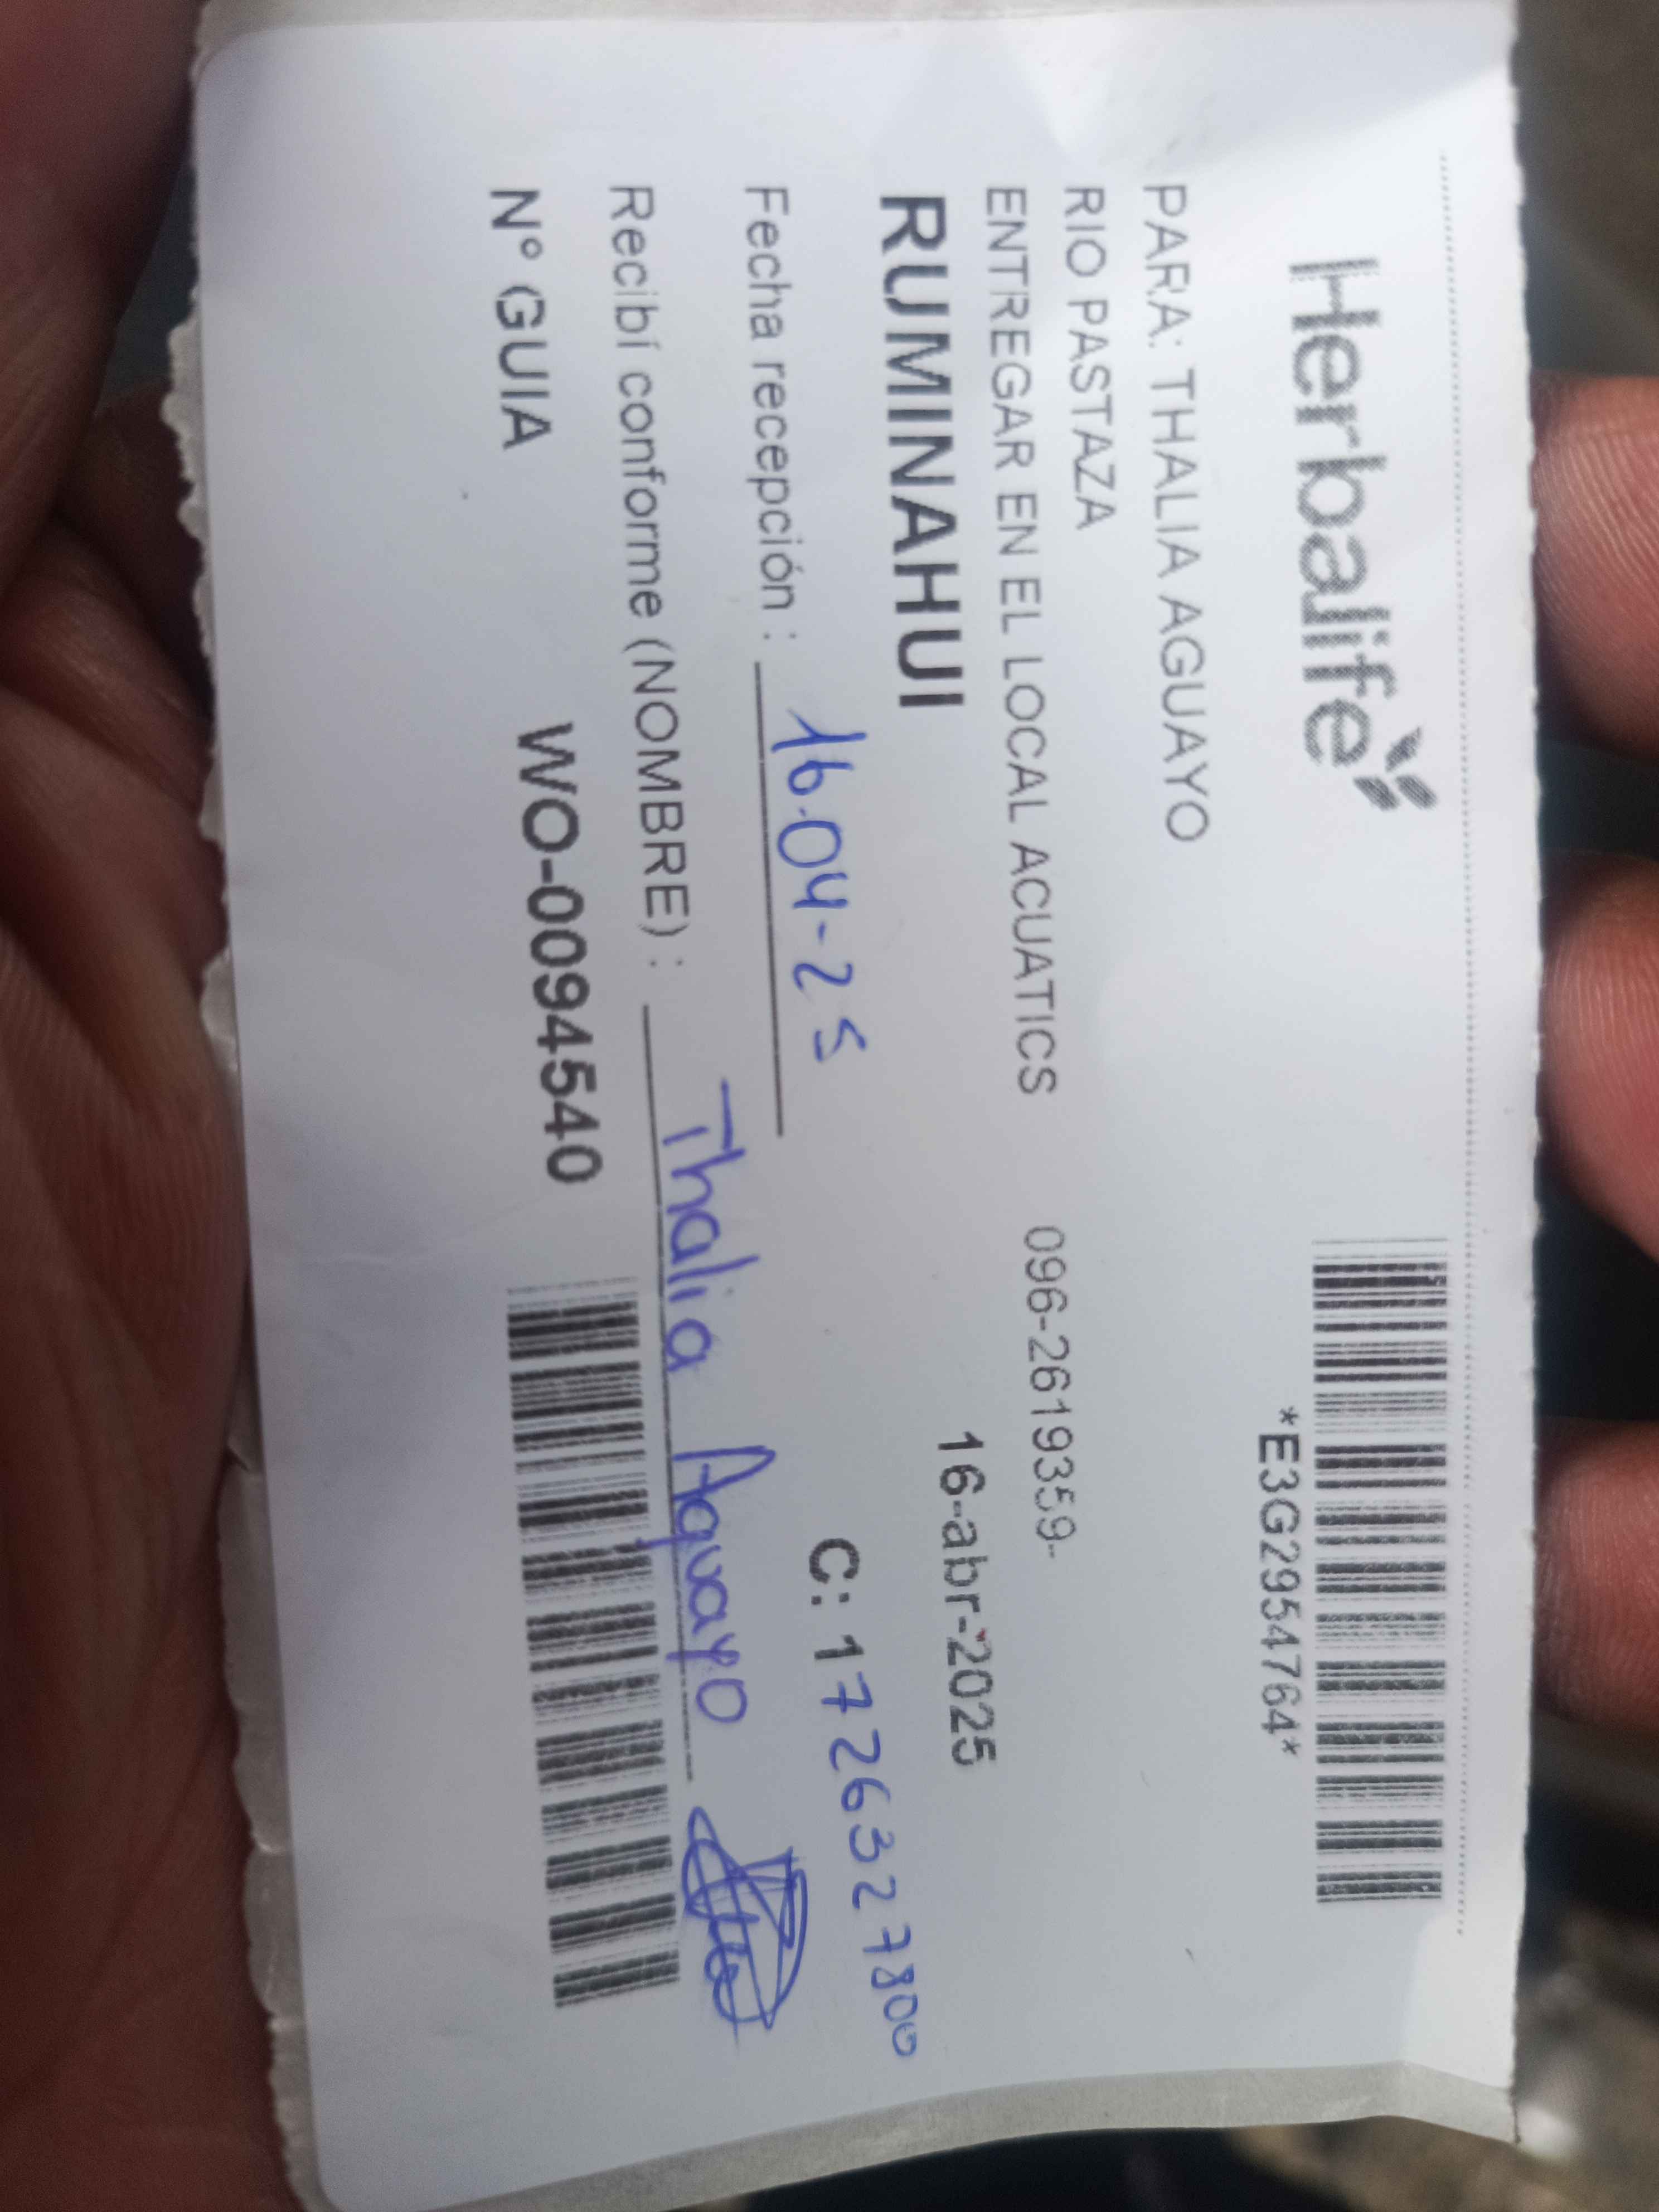 Herbalife
*E3G2954764*
PARA: THALIA AGUAYO
RIO PASTAZA
ENTREGAR EN EL LOCAL ACUATICS 096-2619359-
RUMINAHUI 16-abr-2025
Fecha recepción : 16-04-25 C: 1726327800
Recibí conforme (NOMBRE) : Thalia Aguayo
N° GUIA WO-0094540